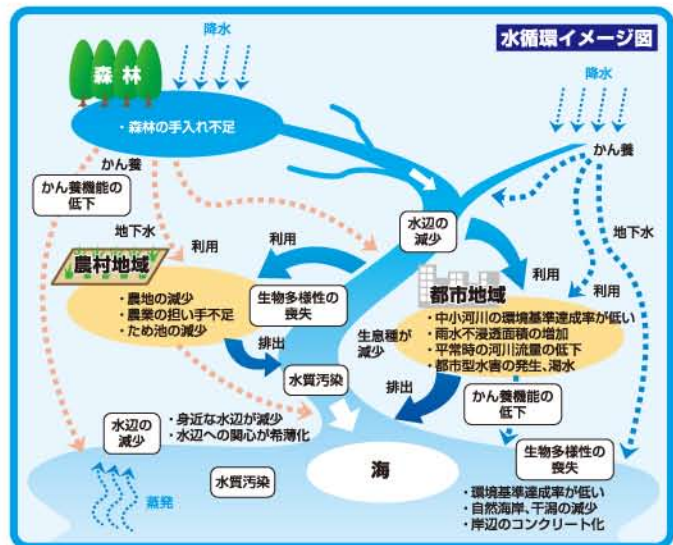 水循環イメージ図
降水
森林
・森林の手入れ不足
降水
かん養
かん養
かん養機能の
低下
地下水
利用
農村地域
・農地の減少
・農業の担い手不足
・ため池の減少
利用
水辺の
減少
地下水
利用
利用
都市地域
・中小河川の環境基準達成率が低い
・雨水不浸透面積の増加
・平常時の河川流量の低下
・都市型水害の発生、渇水
生物多様性の
喪失
生息種が
減少
排出
水質汚染
排出
かん養機能の
低下
水辺の
減少
・身近な水辺が減少
・水辺への関心が希薄化
生物多様性の
喪失
・環境基準達成率が低い
・自然海岸、干潟の減少
・岸辺のコンクリート化
海
水質汚染
蒸発